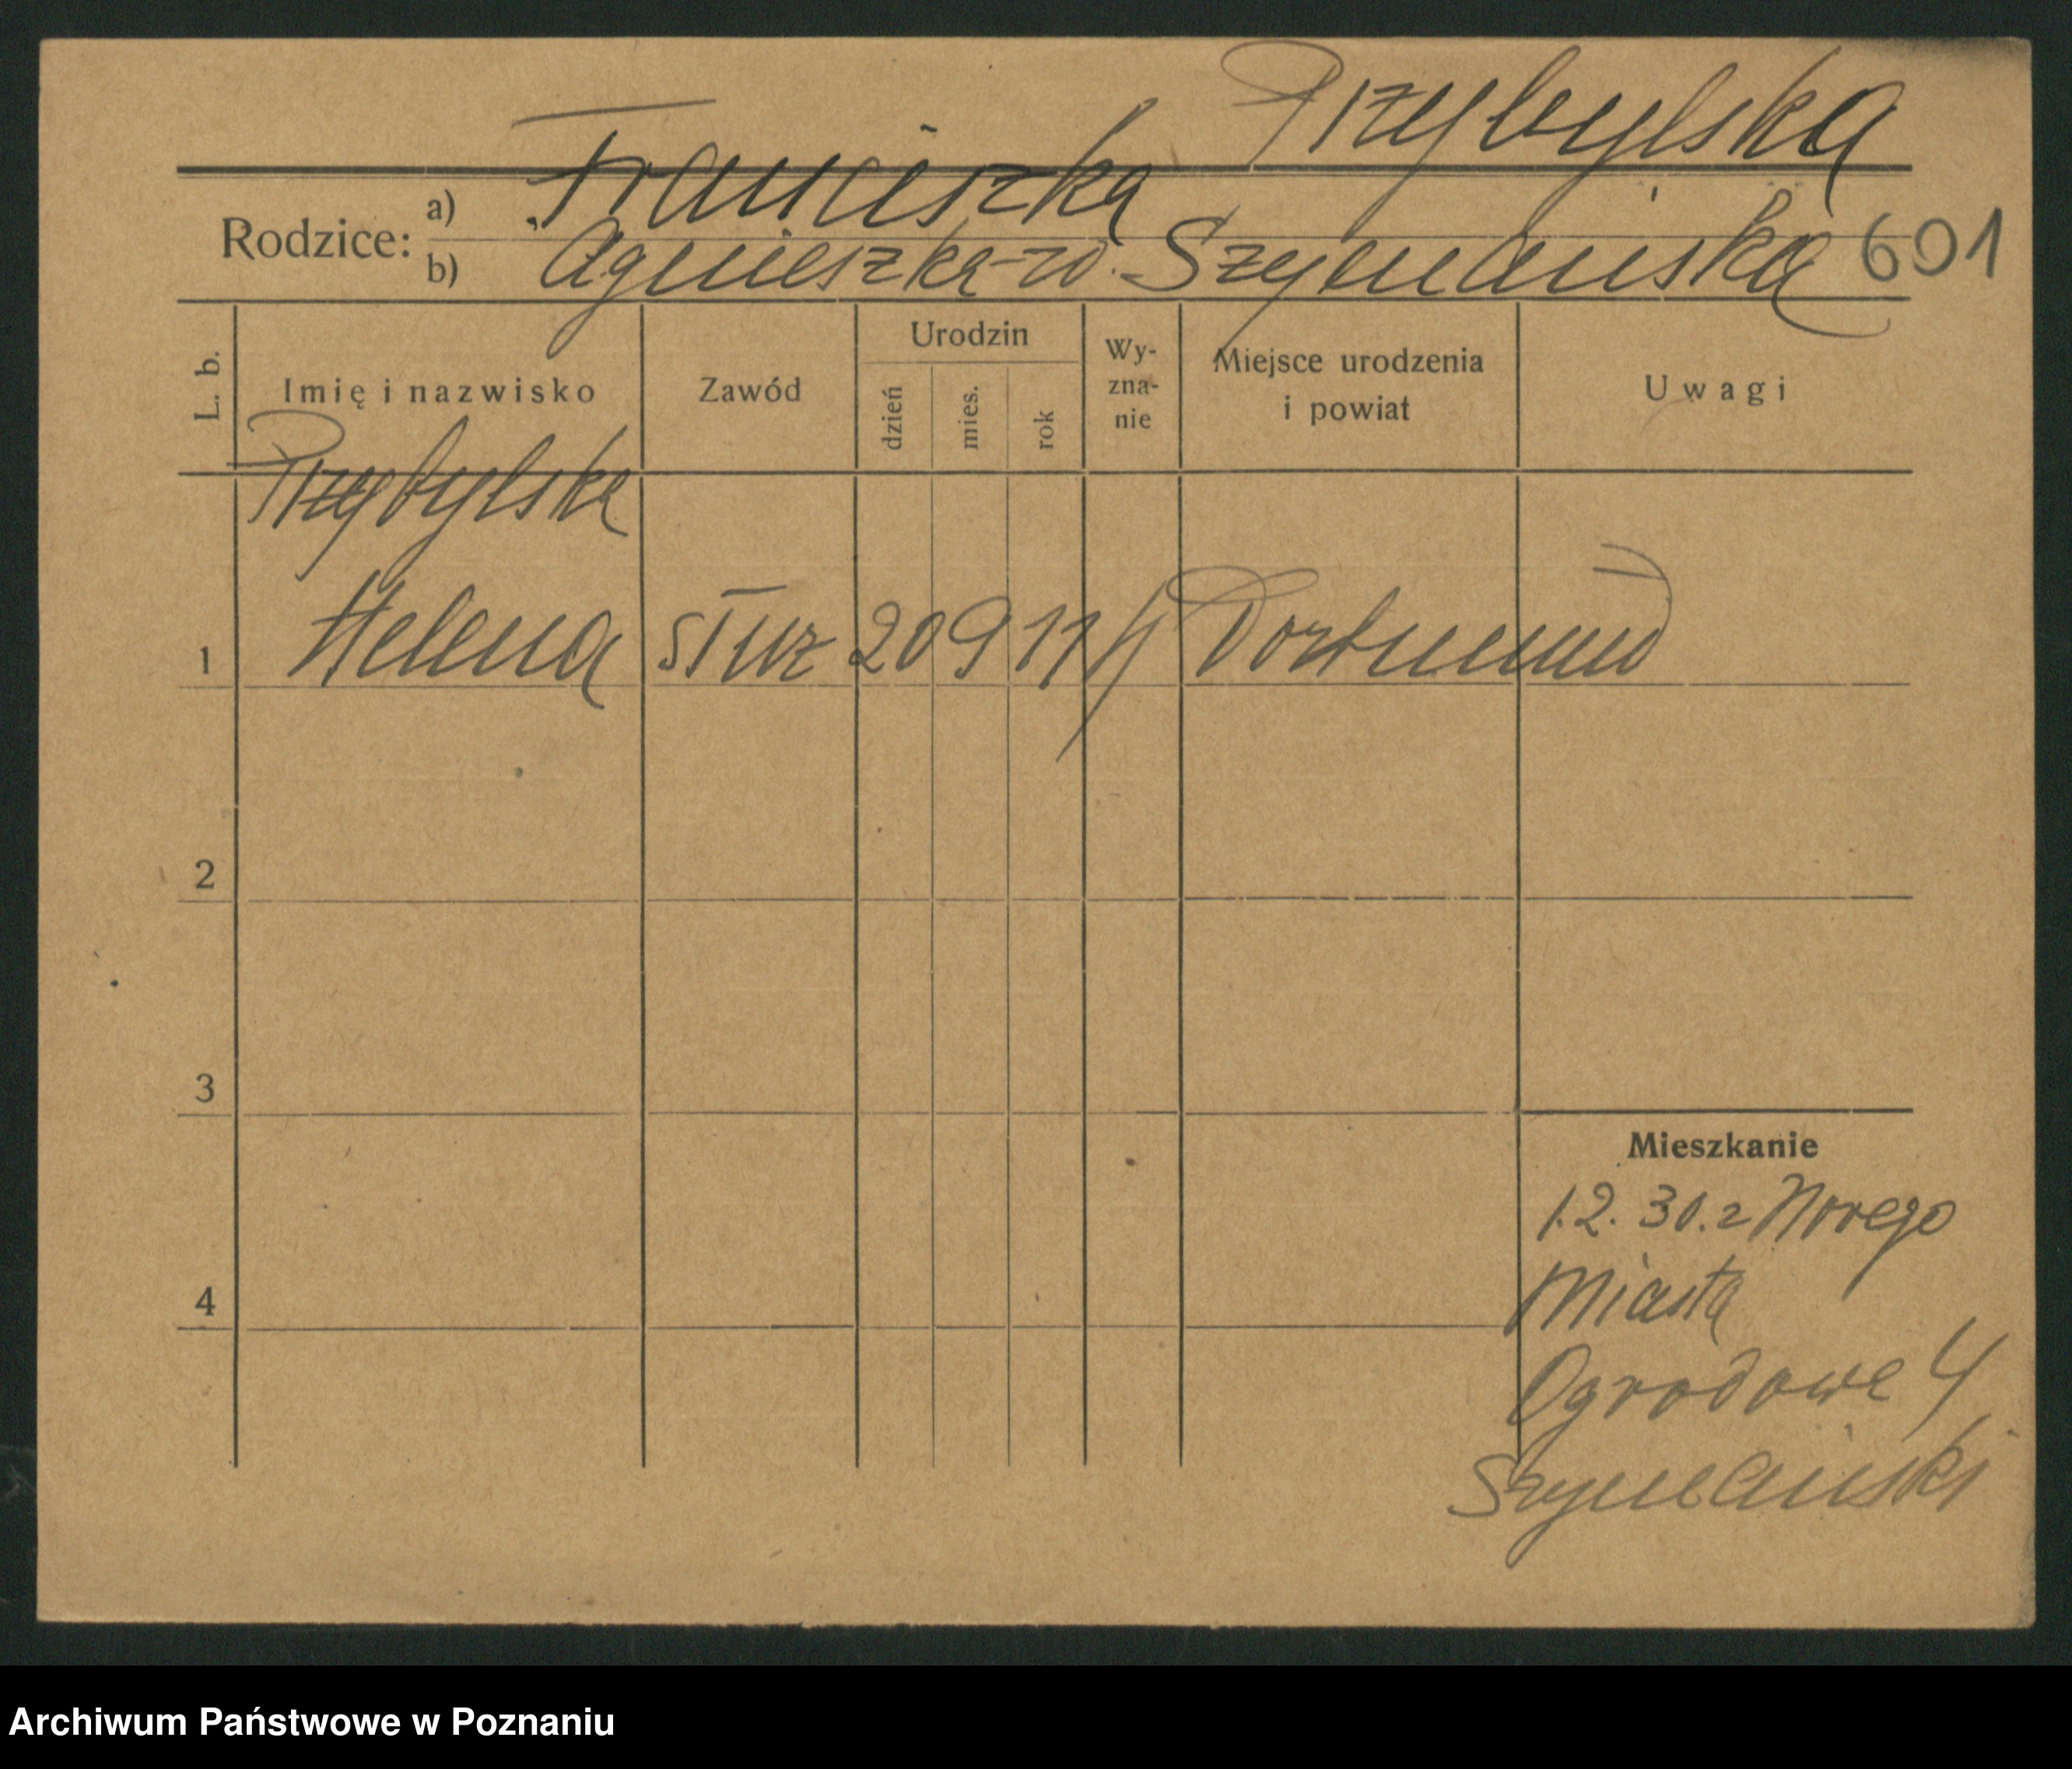 Przybylska
Rodzice: a) Franciszka
b) Agnieszka-w. Szymańska 601
L. b. Imię i nazwisko Zawód Urodzin dzień mies. rok Wy-zna-nie Miejsce urodzenia i powiat Uwagi
Przybylska
1 Helena służ 20 9 11 Dortmund
2
3
Mieszkanie
1.2.30. z Nowego
Miasta
4
Ogrodowe 4
Szymański
Archiwum Państwowe w Poznaniu